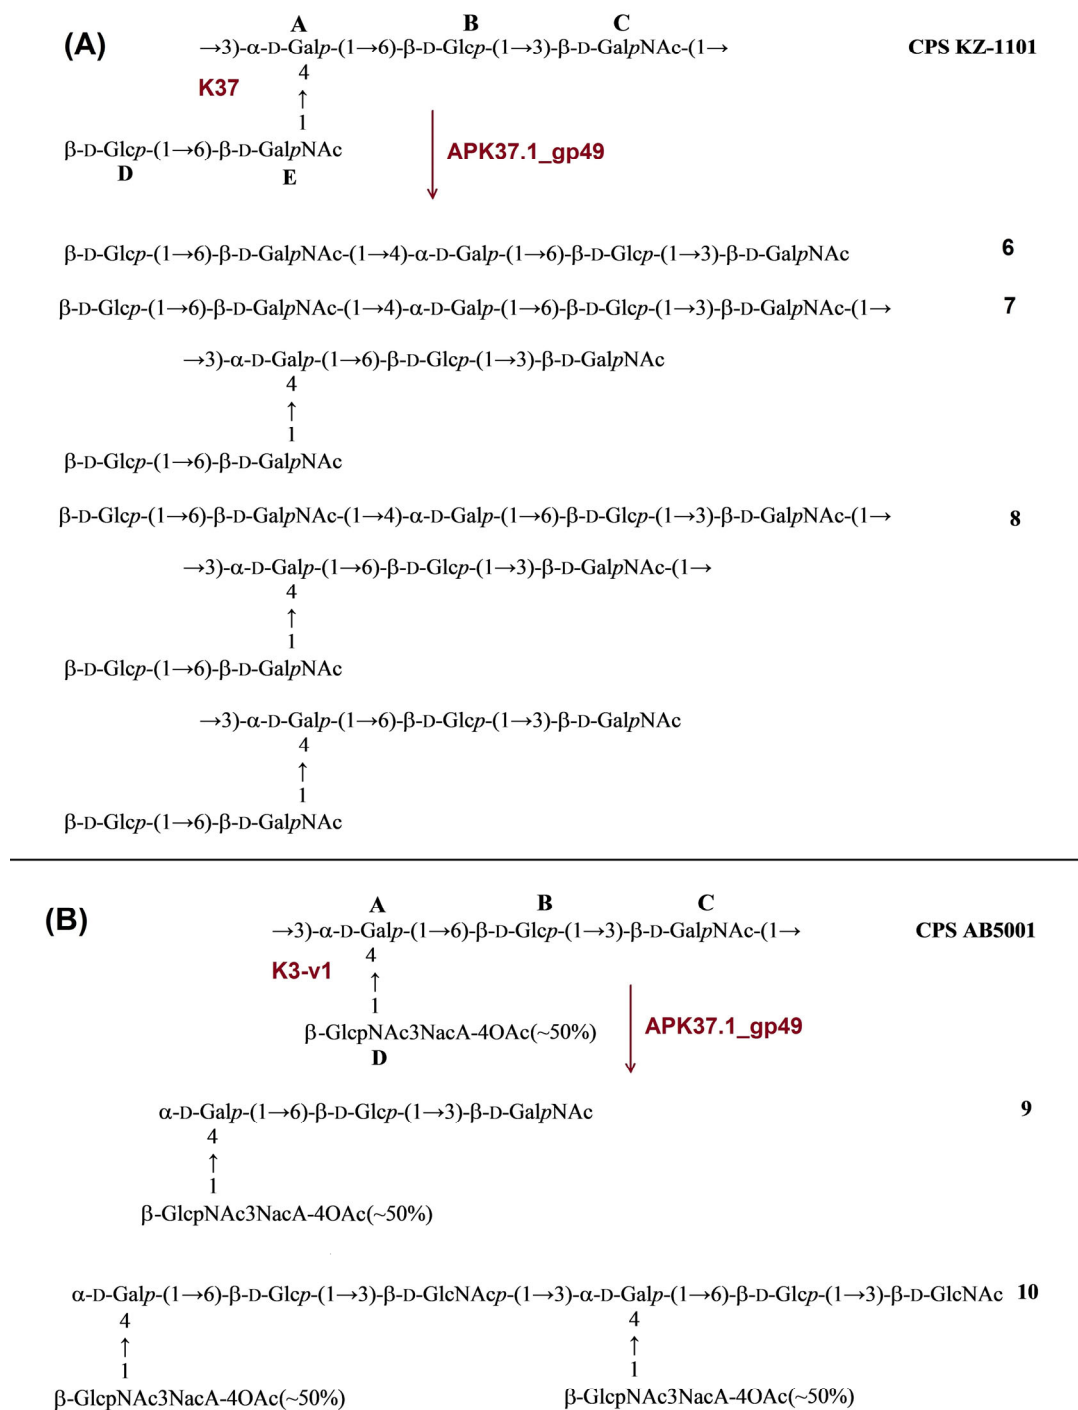 A B C
(A) →3)-α-D-Galp-(1→6)-β-D-Glcp-(1→3)-β-D-GalpNAc-(1→ CPS KZ-1101
4
K37
↑
1
APK37.1_gp49
β-D-Glcp-(1→6)-β-D-GalpNAc
D E
β-D-Glcp-(1→6)-β-D-GalpNAc-(1→4)-α-D-Galp-(1→6)-β-D-Glcp-(1→3)-β-D-GalpNAc 6
β-D-Glcp-(1→6)-β-D-GalpNAc-(1→4)-α-D-Galp-(1→6)-β-D-Glcp-(1→3)-β-D-GalpNAc-(1→ 7
→3)-α-D-Galp-(1→6)-β-D-Glcp-(1→3)-β-D-GalpNAc
4
↑
1
β-D-Glcp-(1→6)-β-D-GalpNAc
β-D-Glcp-(1→6)-β-D-GalpNAc-(1→4)-α-D-Galp-(1→6)-β-D-Glcp-(1→3)-β-D-GalpNAc-(1→ 8
→3)-α-D-Galp-(1→6)-β-D-Glcp-(1→3)-β-D-GalpNAc-(1→
4
↑
1
β-D-Glcp-(1→6)-β-D-GalpNAc
→3)-α-D-Galp-(1→6)-β-D-Glcp-(1→3)-β-D-GalpNAc
4
↑
1
β-D-Glcp-(1→6)-β-D-GalpNAc
(B)
A B C
→3)-α-D-Galp-(1→6)-β-D-Glcp-(1→3)-β-D-GalpNAc-(1→ CPS AB5001
4
K3-v1
↑
1
β-GlcpNAc3NacA-4OAc(~50%) APK37.1_gp49
D
α-D-Galp-(1→6)-β-D-Glcp-(1→3)-β-D-GalpNAc 9
4
↑
1
β-GlcpNAc3NacA-4OAc(~50%)
α-D-Galp-(1→6)-β-D-Glcp-(1→3)-β-D-GlcNAcp-(1→3)-α-D-Galp-(1→6)-β-D-Glcp-(1→3)-β-D-GlcNAc 10
4 4
↑ ↑
1 1
β-GlcpNAc3NacA-4OAc(~50%) β-GlcpNAc3NacA-4OAc(~50%)